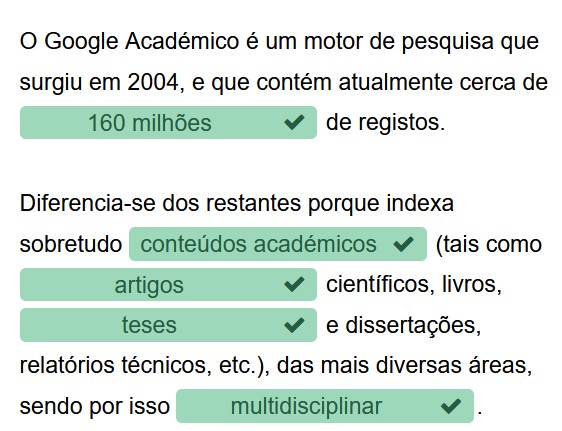 O Google Académico é um motor de pesquisa que
surgiu em 2004, e que contém atualmente cerca de
160 milhões de registos.
Diferencia-se dos restantes porque indexa
sobretudo conteúdos académicos (tais como
artigos científicos, livros,
teses e dissertações,
relatórios técnicos, etc.), das mais diversas áreas,
sendo por isso multidisciplinar.